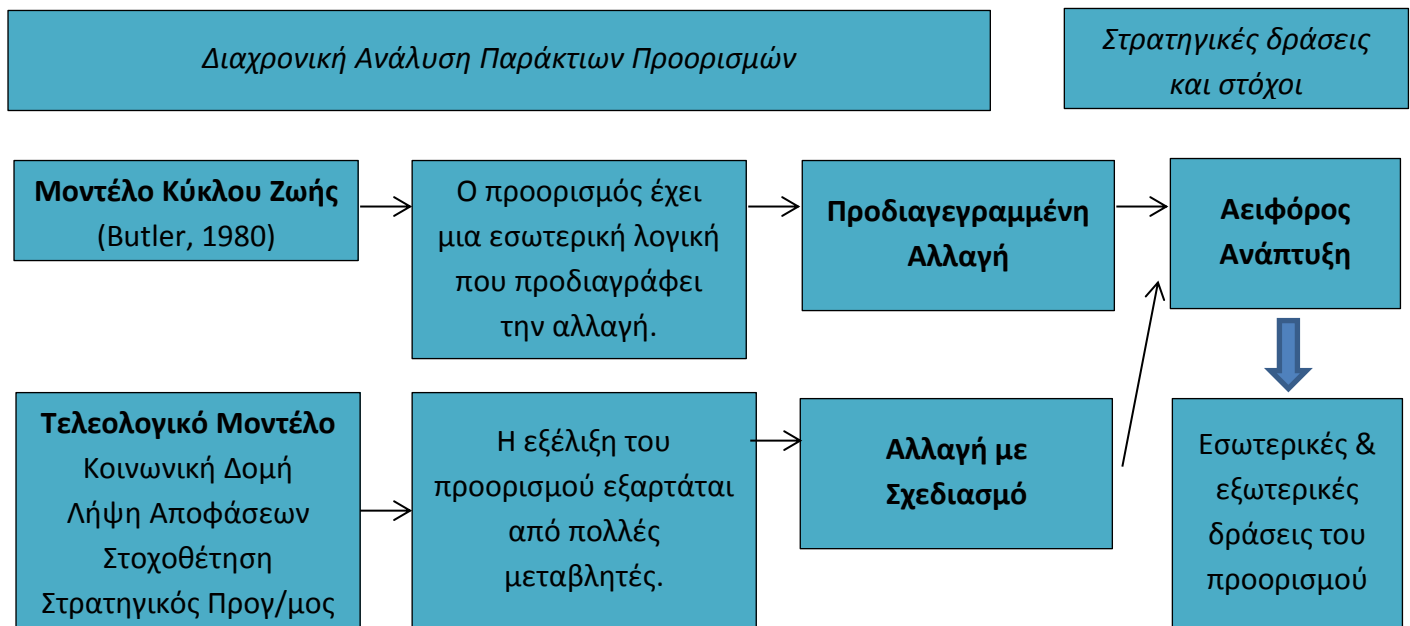 Διαχρονική Ανάλυση Παράκτιων Προορισμών
Στρατηγικές δράσεις
και στόχοι
Μοντέλο Κύκλου Ζωής
(Butler, 1980)
Ο προορισμός έχει
μια εσωτερική λογική
που προδιαγράφει
την αλλαγή.
Προδιαγεγραμμένη
Αλλαγή
Αειφόρος
Ανάπτυξη
Τελεολογικό Μοντέλο
Κοινωνική Δομή
Λήψη Αποφάσεων
Στοχοθέτηση
Στρατηγικός Προγ/μος
Η εξέλιξη του
προορισμού εξαρτάται
από πολλές
μεταβλητές.
Αλλαγή με
Σχεδιασμό
Εσωτερικές &
εξωτερικές
δράσεις του
προορισμού